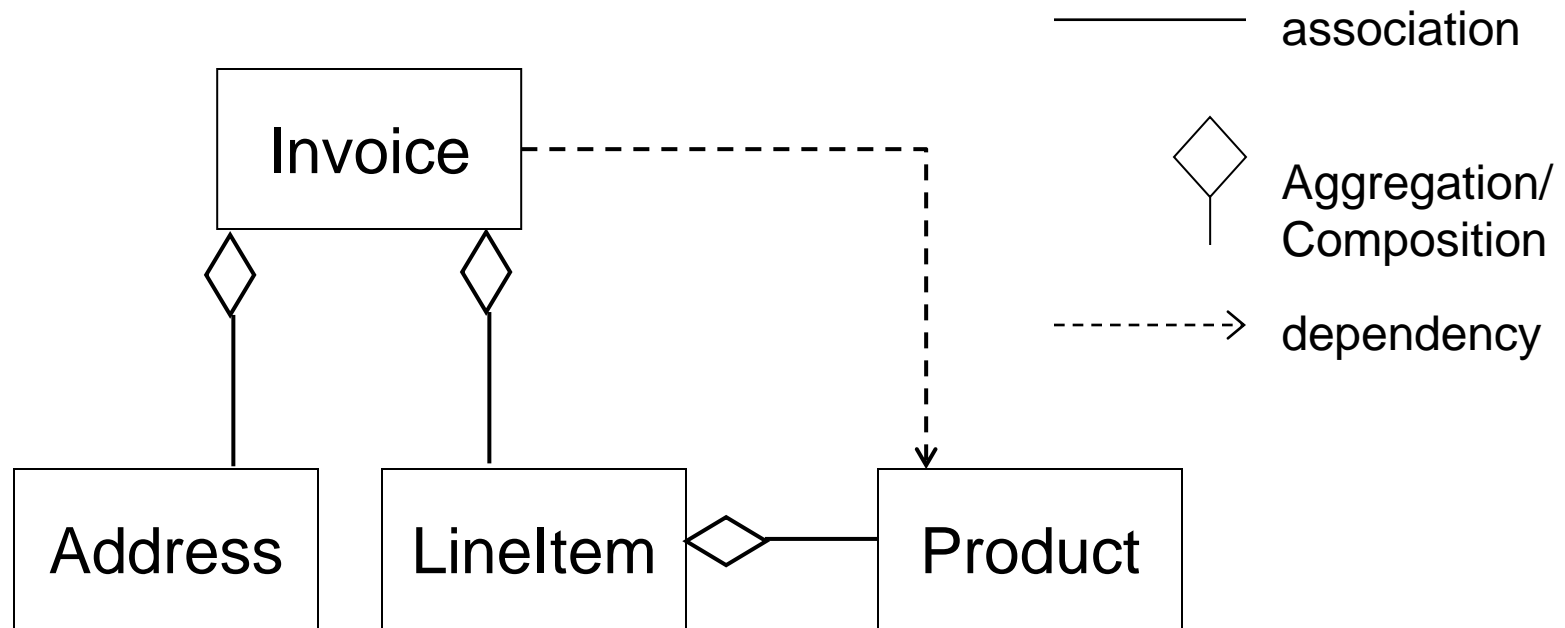 association
Invoice
Aggregation/
Composition
dependency
Address
LineItem
Product